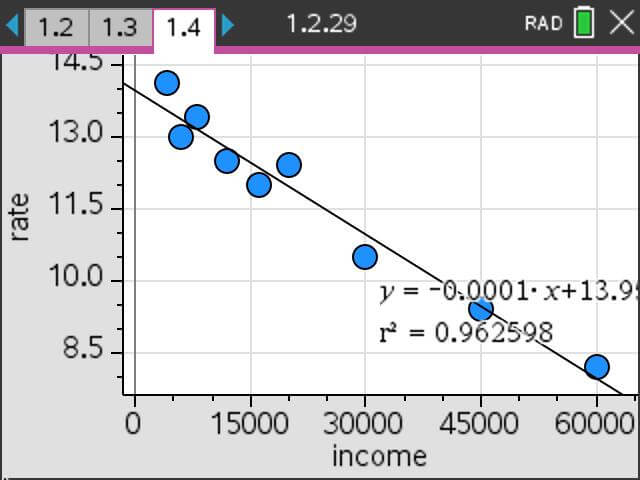 1.2 1.3 1.4 1.2.29 RAD
14.5
13.0
11.5
10.0
8.5
rate
y = -0.0001· x+13.9
r² = 0.962598
0 15000 30000 45000 60000
income